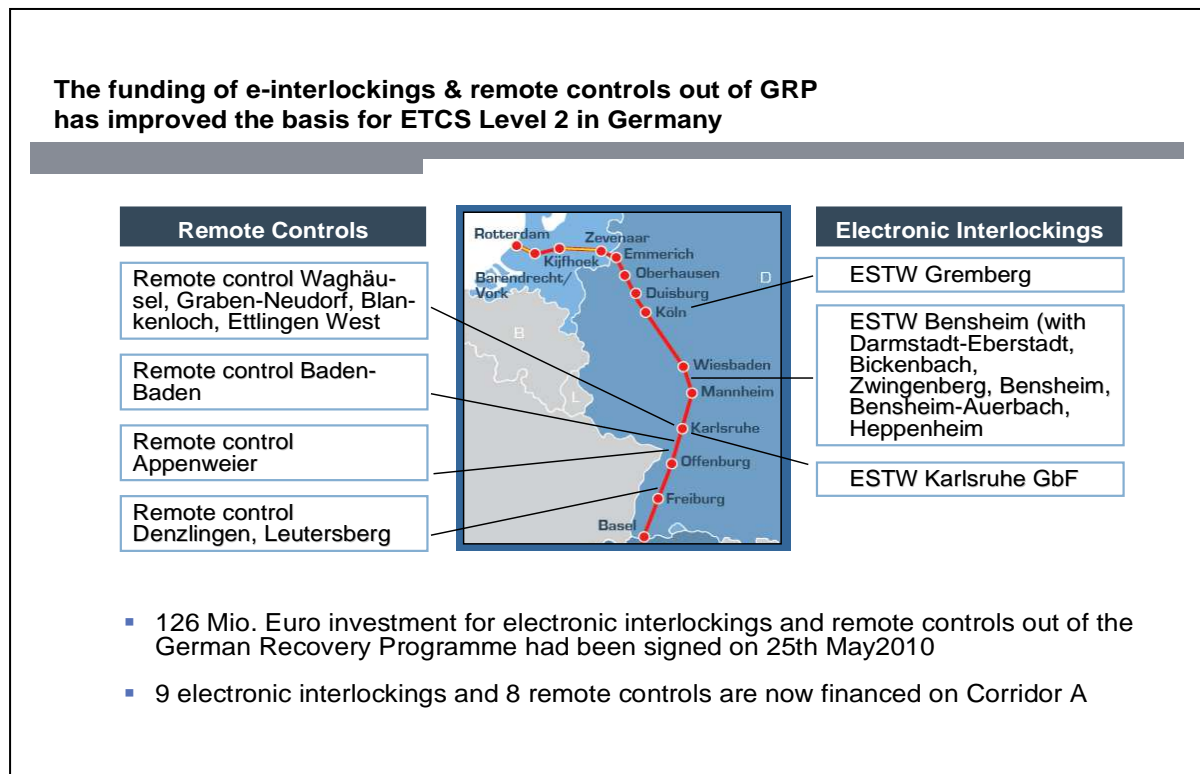 The funding of e-interlockings & remote controls out of GRP
has improved the basis for ETCS Level 2 in Germany
Remote Controls
Remote control Waghäu-
sel, Graben-Neudorf, Blan-
kenloch, Ettlingen West
Remote control Baden-
Baden
Remote control
Appenweier
Remote control
Denzlingen, Leutersberg
Rotterdam
Zevenaar
Kijfhoek
Emmerich
Barendrecht/
Vork
Oberhausen
D
Duisburg
Köln
B
Wiesbaden
L
Mannheim
Karlsruhe
Offenburg
Freiburg
Basel
Electronic Interlockings
ESTW Gremberg
ESTW Bensheim (with
Darmstadt-Eberstadt,
Bickenbach,
Zwingenberg, Bensheim,
Bensheim-Auerbach,
Heppenheim
ESTW Karlsruhe GbF
▪ 126 Mio. Euro investment for electronic interlockings and remote controls out of the
German Recovery Programme had been signed on 25th May2010
▪ 9 electronic interlockings and 8 remote controls are now financed on Corridor A